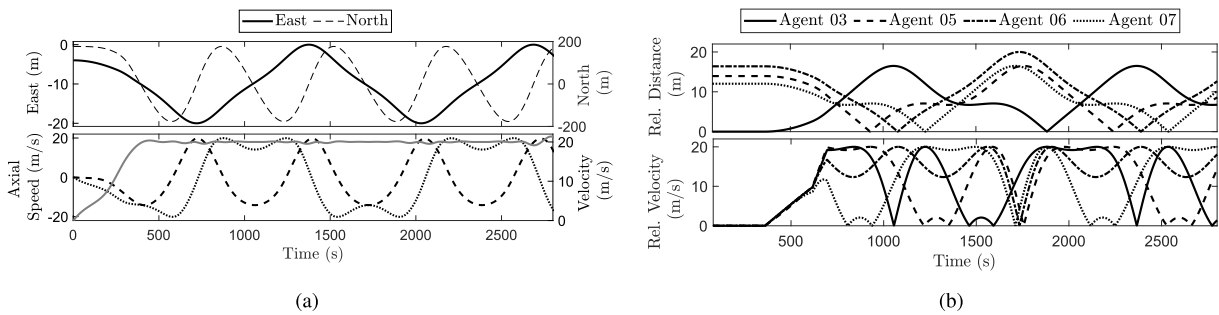 East North
East (m)
0
-10
-20
200
0
-200
North
(m)
Axial
Speed (m/s)
20
0
-20
20
10
0
Velocity
(m/s)
0 500 1000 1500 2000 2500
Time (s)
(a)
Agent 03 Agent 05 Agent 06 Agent 07
Rel. Distance
(m)
20
10
0
Rel. Velocity
(m/s)
20
10
0
500 1000 1500 2000 2500
Time (s)
(b)